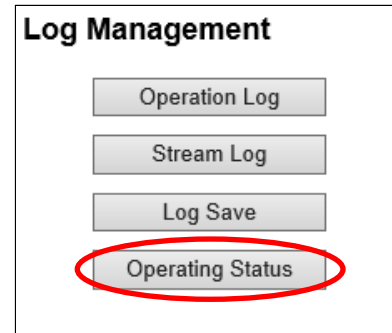 Log Management
Operation Log
Stream Log
Log Save
Operating Status